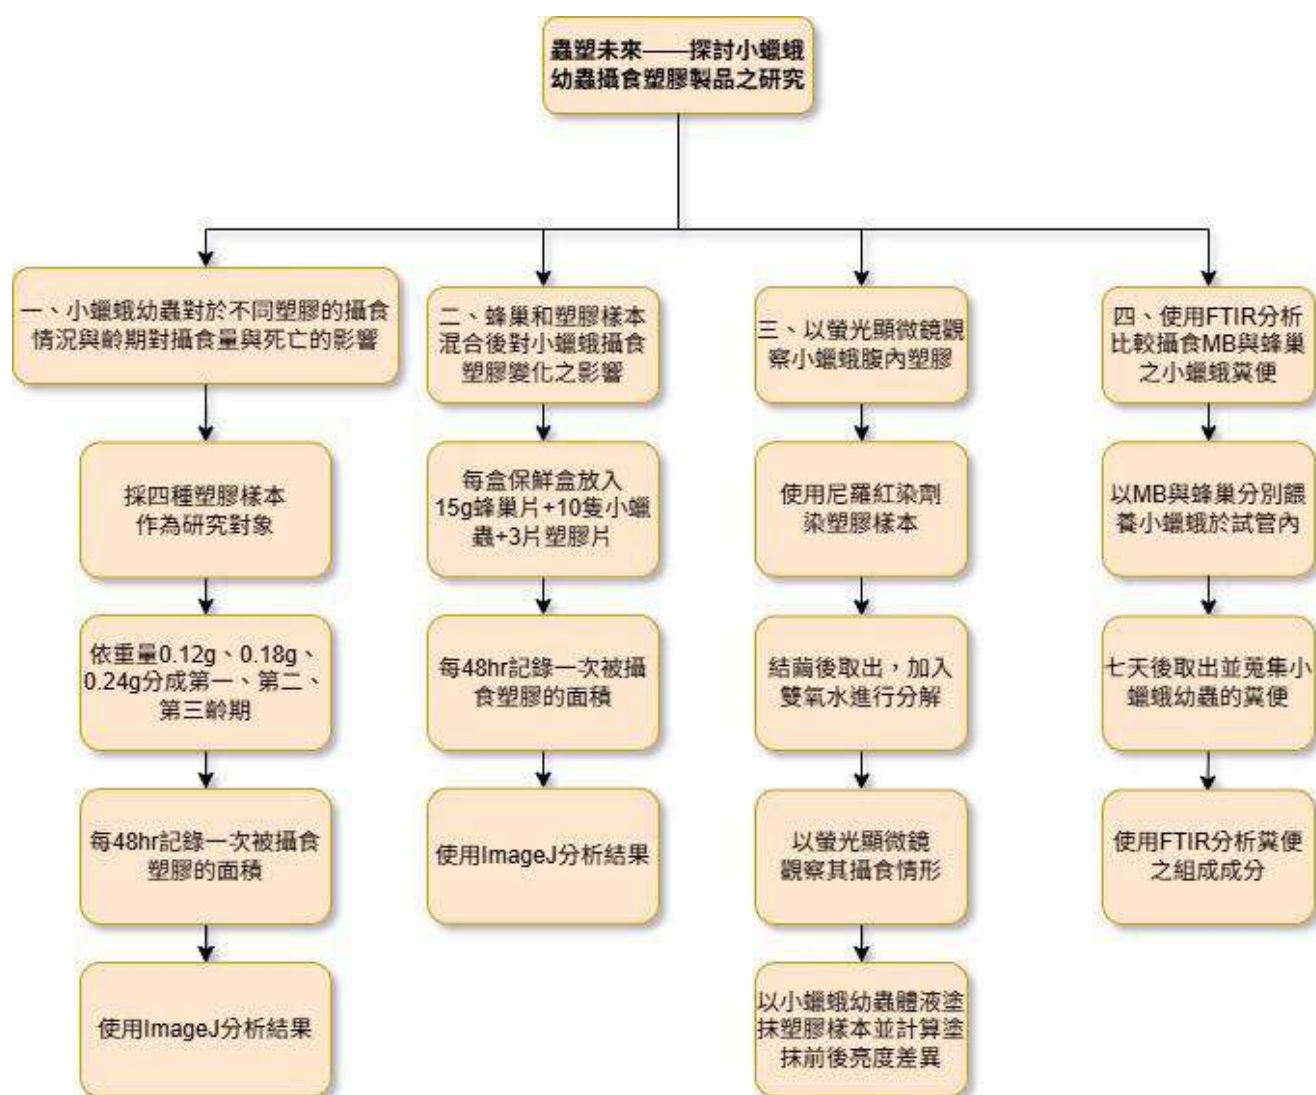 蟲塑未來——探討小蠟蛾
幼蟲攝食塑膠製品之研究
一、小蠟蛾幼蟲對於不同塑膠的攝食
情況與齡期對攝食量與死亡的影響
採四種塑膠樣本
作為研究對象
依重量0.12g、0.18g、
0.24g分成第一、第二、
第三齡期
每48hr記錄一次被攝食
塑膠的面積
使用ImageJ分析結果
二、蜂巢和塑膠樣本
混合後對小蠟蛾攝食
塑膠變化之影響
每盒保鮮盒放入
15g蜂巢片+10隻小蠟
蟲+3片塑膠片
每48hr記錄一次被攝
食塑膠的面積
使用ImageJ分析結果
三、以螢光顯微鏡觀
察小蠟蛾腹內塑膠
使用尼羅紅染劑
染塑膠樣本
結繭後取出，加入
雙氧水進行分解
以螢光顯微鏡
觀察其攝食情形
以小蠟蛾幼蟲體液塗
抹塑膠樣本並計算塗
抹前後亮度差異
四、使用FTIR分析
比較攝食MB與蜂巢
之小蠟蛾糞便
以MB與蜂巢分別餵
養小蠟蛾於試管內
七天後取出並蒐集小
蠟蛾幼蟲的糞便
使用FTIR分析糞便
之組成成分